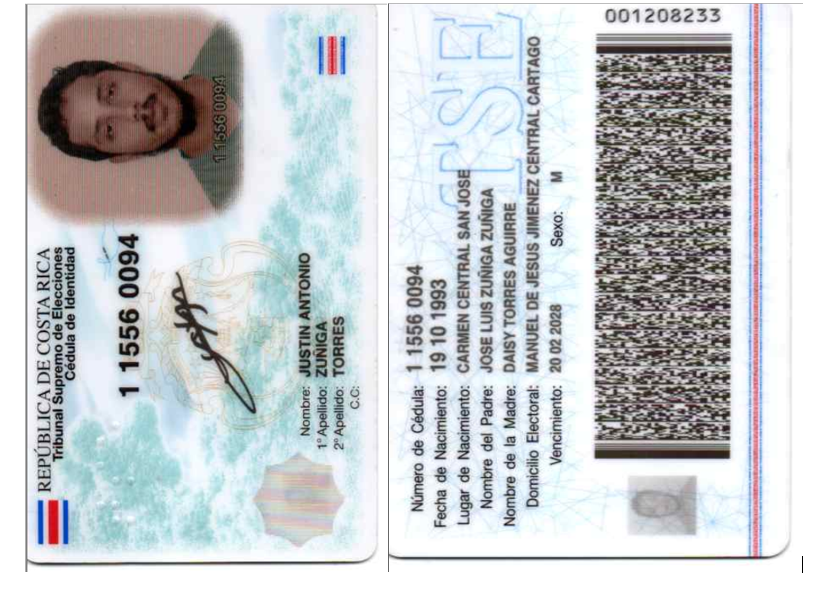 REPÚBLICA DE COSTA RICA
Tribunal Supremo de Elecciones
Cédula de Identidad
1 1556 0094
1 1556 0094
Nombre: JUSTIN ANTONIO
1° Apellido: ZUÑIGA
2° Apellido: TORRES
C.C:
TSE
Número de Cédula: 1 1556 0094
Fecha de Nacimiento: 19 10 1993
Lugar de Nacimiento: CARMEN CENTRAL SAN JOSE
Nombre del Padre: JOSE LUIS ZUÑIGA ZUÑIGA
Nombre de la Madre: DAISY TORRES AGUIRRE
Domicilio Electoral: MANUEL DE JESUS JIMENEZ CENTRAL CARTAGO
Vencimiento: 20 02 2028 Sexo: M
001208233